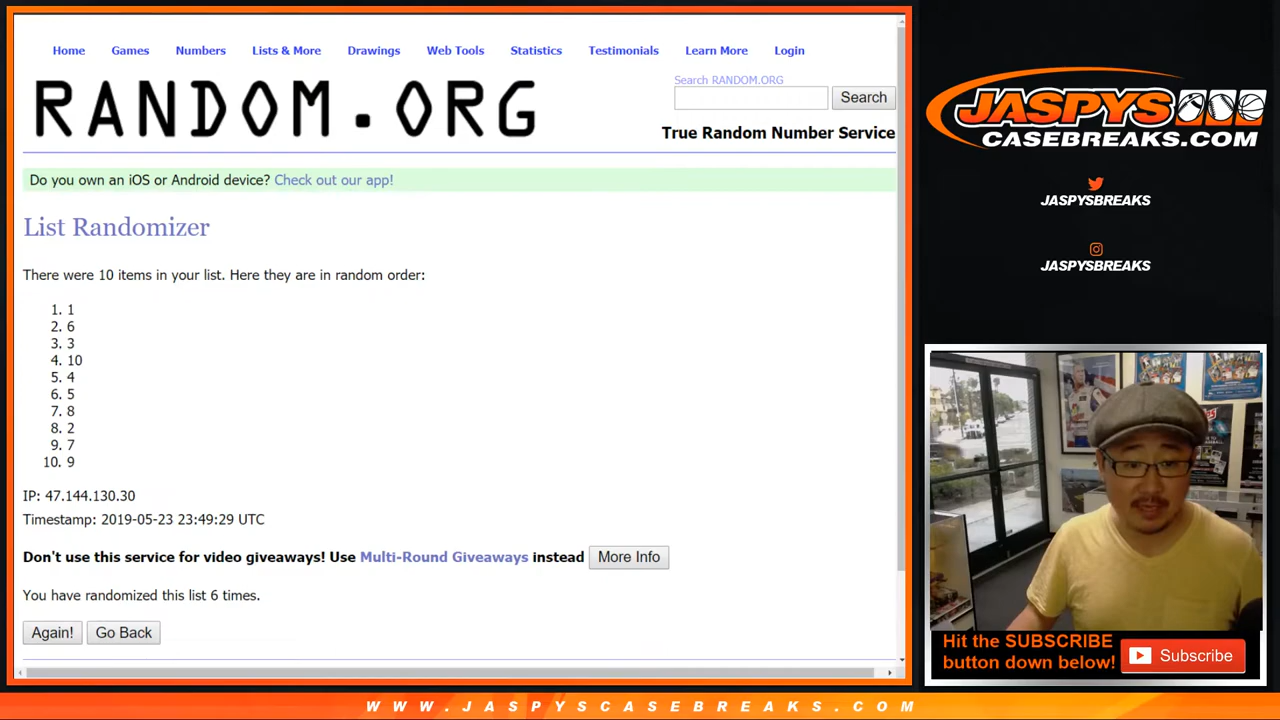 Home Games Numbers Lists & More Drawings Web Tools Statistics Testimonials Learn More Login
RANDOM.ORG
Search RANDOM.ORG
Search
True Random Number Service
Do you own an iOS or Android device? Check out our app!
List Randomizer
There were 10 items in your list. Here they are in random order:
1. 1
2. 6
3. 3
4. 10
5. 4
6. 5
7. 8
8. 2
9. 7
10. 9
IP: 47.144.130.30
Timestamp: 2019-05-23 23:49:29 UTC
Don't use this service for video giveaways! Use Multi-Round Giveaways instead More Info
You have randomized this list 6 times.
Again! Go Back
JASPYS
CASEBREAKS.COM
JASPYSBREAKS
JASPYSBREAKS
Hit the SUBSCRIBE
button down below!
Subscribe
WWW.JASPYSCASEBREAKS.COM